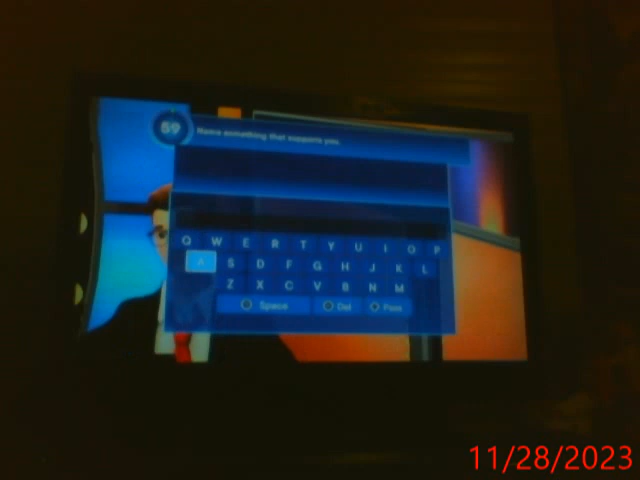 59
Name something that supports you.
Q W E R T Y U I O P
A S D F G H J K L
Z X C V B N M
Space Del Pass
11/28/2023